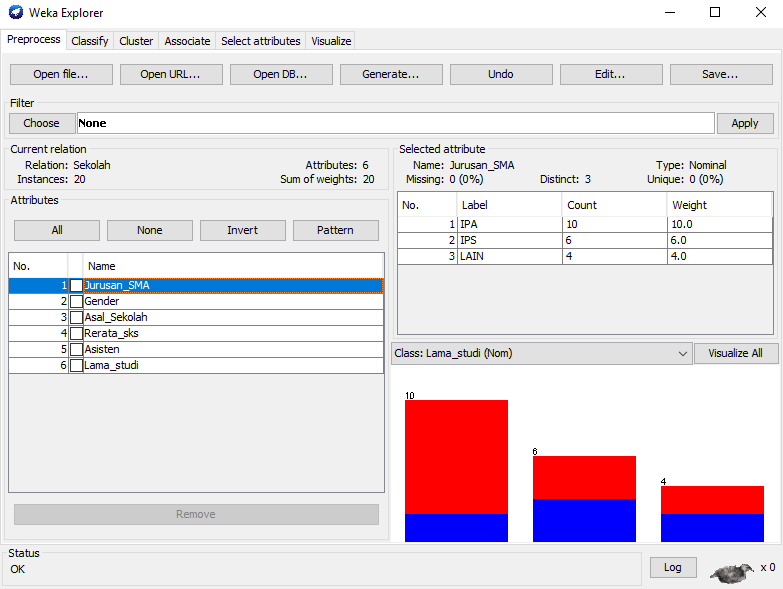 Weka Explorer
Preprocess Classify Cluster Associate Select attributes Visualize
Open file... Open URL... Open DB... Generate... Undo Edit... Save...
Filter
Choose None Apply
Current relation
Relation: Sekolah Attributes: 6
Instances: 20 Sum of weights: 20
Attributes
All None Invert Pattern
No. Name
1 Jurusan_SMA
2 Gender
3 Asal_Sekolah
4 Rerata_sks
5 Asisten
6 Lama_studi
Remove
Selected attribute
Name: Jurusan_SMA Type: Nominal
Missing: 0 (0%) Distinct: 3 Unique: 0 (0%)
No. Label Count Weight
1 IPA 10 10.0
2 IPS 6 6.0
3 LAIN 4 4.0
Class: Lama_studi (Nom) Visualize All
10
6
4
Status
OK
Log x 0